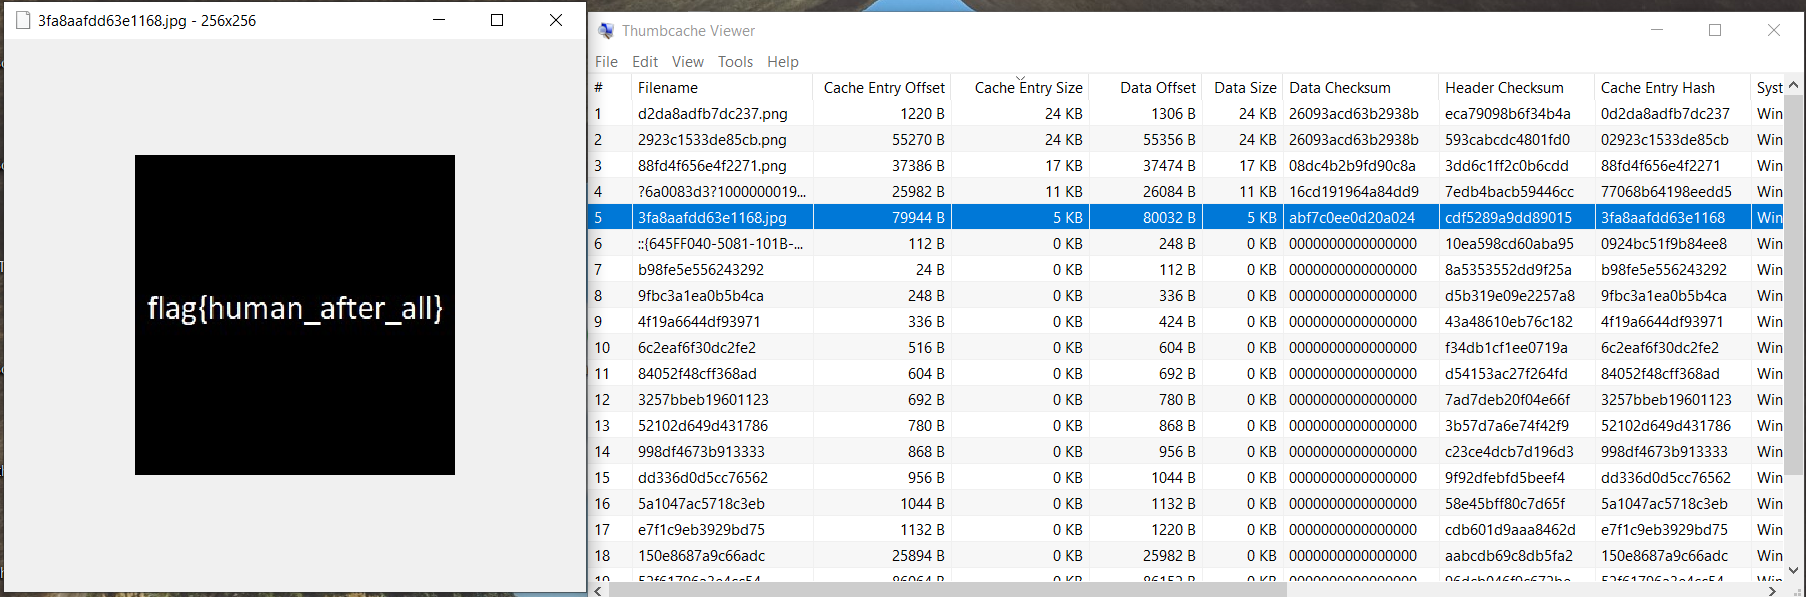 3fa8aafdd63e1168.jpg - 256x256
flag{human_after_all}
Thumbcache Viewer
File Edit View Tools Help
# Filename Cache Entry Offset Cache Entry Size Data Offset Data Size Data Checksum Header Checksum Cache Entry Hash Syst
1 d2da8adfb7dc237.png 1220 B 24 KB 1306 B 24 KB 26093acd63b2938b eca79098b6f34b4a 0d2da8adfb7dc237 Win
2 2923c1533de85cb.png 55270 B 24 KB 55356 B 24 KB 26093acd63b2938b 593cabcdc4801fd0 02923c1533de85cb Win
3 88fd4f656e4f2271.png 37386 B 17 KB 37474 B 17 KB 08dc4b2b9fd90c8a 3dd6c1ff2c0b6cdd 88fd4f656e4f2271 Win
4 ?6a0083d3?1000000019... 25982 B 11 KB 26084 B 11 KB 16cd191964a84dd9 7edb4bacb59446cc 77068b64198eedd5 Win
5 3fa8aafdd63e1168.jpg 79944 B 5 KB 80032 B 5 KB abf7c0ee0d20a024 cdf5289a9dd89015 3fa8aafdd63e1168 Win
6 ::{645FF040-5081-101B-... 112 B 0 KB 248 B 0 KB 0000000000000000 10ea598cd60aba95 0924bc51f9b84ee8 Win
7 b98fe5e556243292 24 B 0 KB 112 B 0 KB 0000000000000000 8a5353552dd9f25a b98fe5e556243292 Win
8 9fbc3a1ea0b5b4ca 248 B 0 KB 336 B 0 KB 0000000000000000 d5b319e09e2257a8 9fbc3a1ea0b5b4ca Win
9 4f19a6644df93971 336 B 0 KB 424 B 0 KB 0000000000000000 43a48610eb76c182 4f19a6644df93971 Win
10 6c2eaf6f30dc2fe2 516 B 0 KB 604 B 0 KB 0000000000000000 f34db1cf1ee0719a 6c2eaf6f30dc2fe2 Win
11 84052f48cff368ad 604 B 0 KB 692 B 0 KB 0000000000000000 d54153ac27f264fd 84052f48cff368ad Win
12 3257bbeb19601123 692 B 0 KB 780 B 0 KB 0000000000000000 7ad7deb20f04e66f 3257bbeb19601123 Win
13 52102d649d431786 780 B 0 KB 868 B 0 KB 0000000000000000 3b57d7a6e74f42f9 52102d649d431786 Win
14 998df4673b913333 868 B 0 KB 956 B 0 KB 0000000000000000 c23ce4dcb7d196d3 998df4673b913333 Win
15 dd336d0d5cc76562 956 B 0 KB 1044 B 0 KB 0000000000000000 9f92dfebfd5beef4 dd336d0d5cc76562 Win
16 5a1047ac5718c3eb 1044 B 0 KB 1132 B 0 KB 0000000000000000 58e45bff80c7d65f 5a1047ac5718c3eb Win
17 e7f1c9eb3929bd75 1132 B 0 KB 1220 B 0 KB 0000000000000000 cdb601d9aaa8462d e7f1c9eb3929bd75 Win
18 150e8687a9c66adc 25894 B 0 KB 25982 B 0 KB 0000000000000000 aabcdb69c8db5fa2 150e8687a9c66adc Win